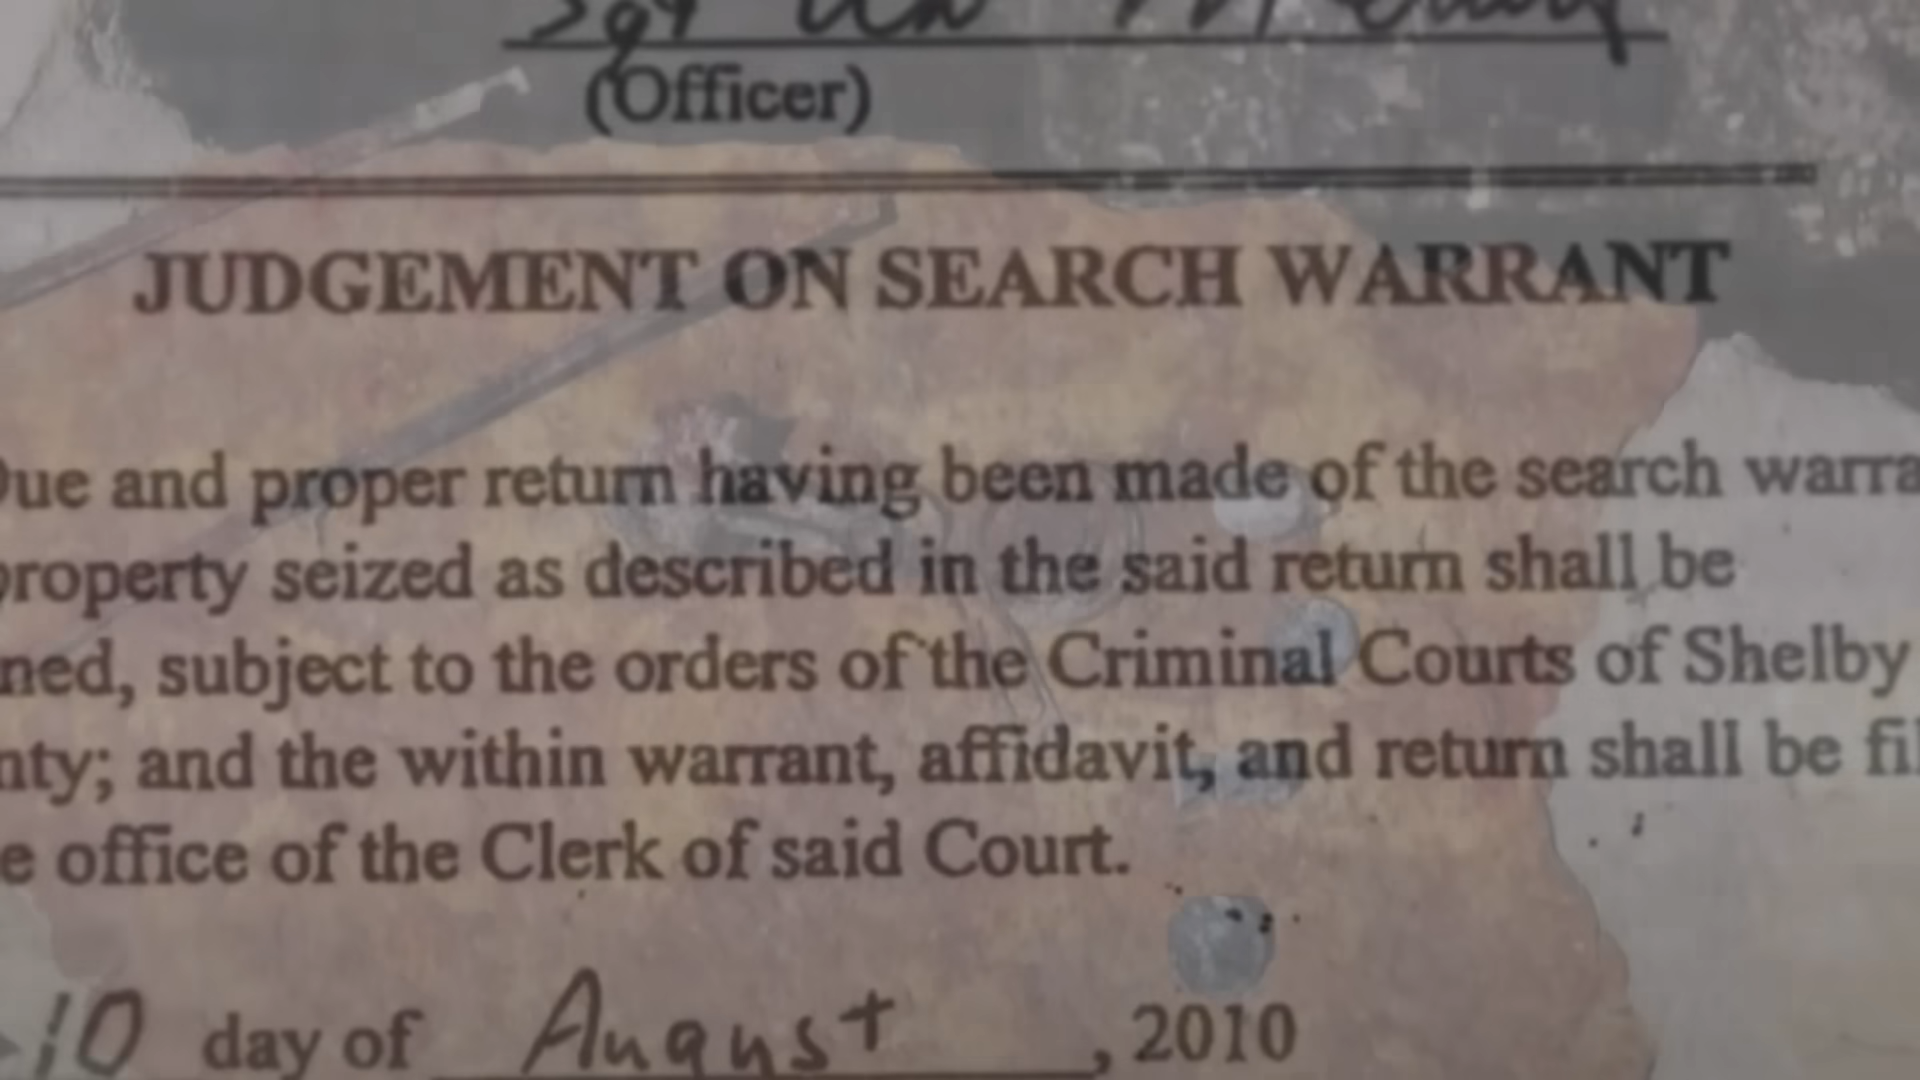 (Officer)
JUDGEMENT ON SEARCH WARRANT
Due and proper return having been made of the search warra
property seized as described in the said return shall be
ned, subject to the orders of the Criminal Courts of Shelby
nty; and the within warrant, affidavit, and return shall be fil
e office of the Clerk of said Court.
10 day of August, 2010